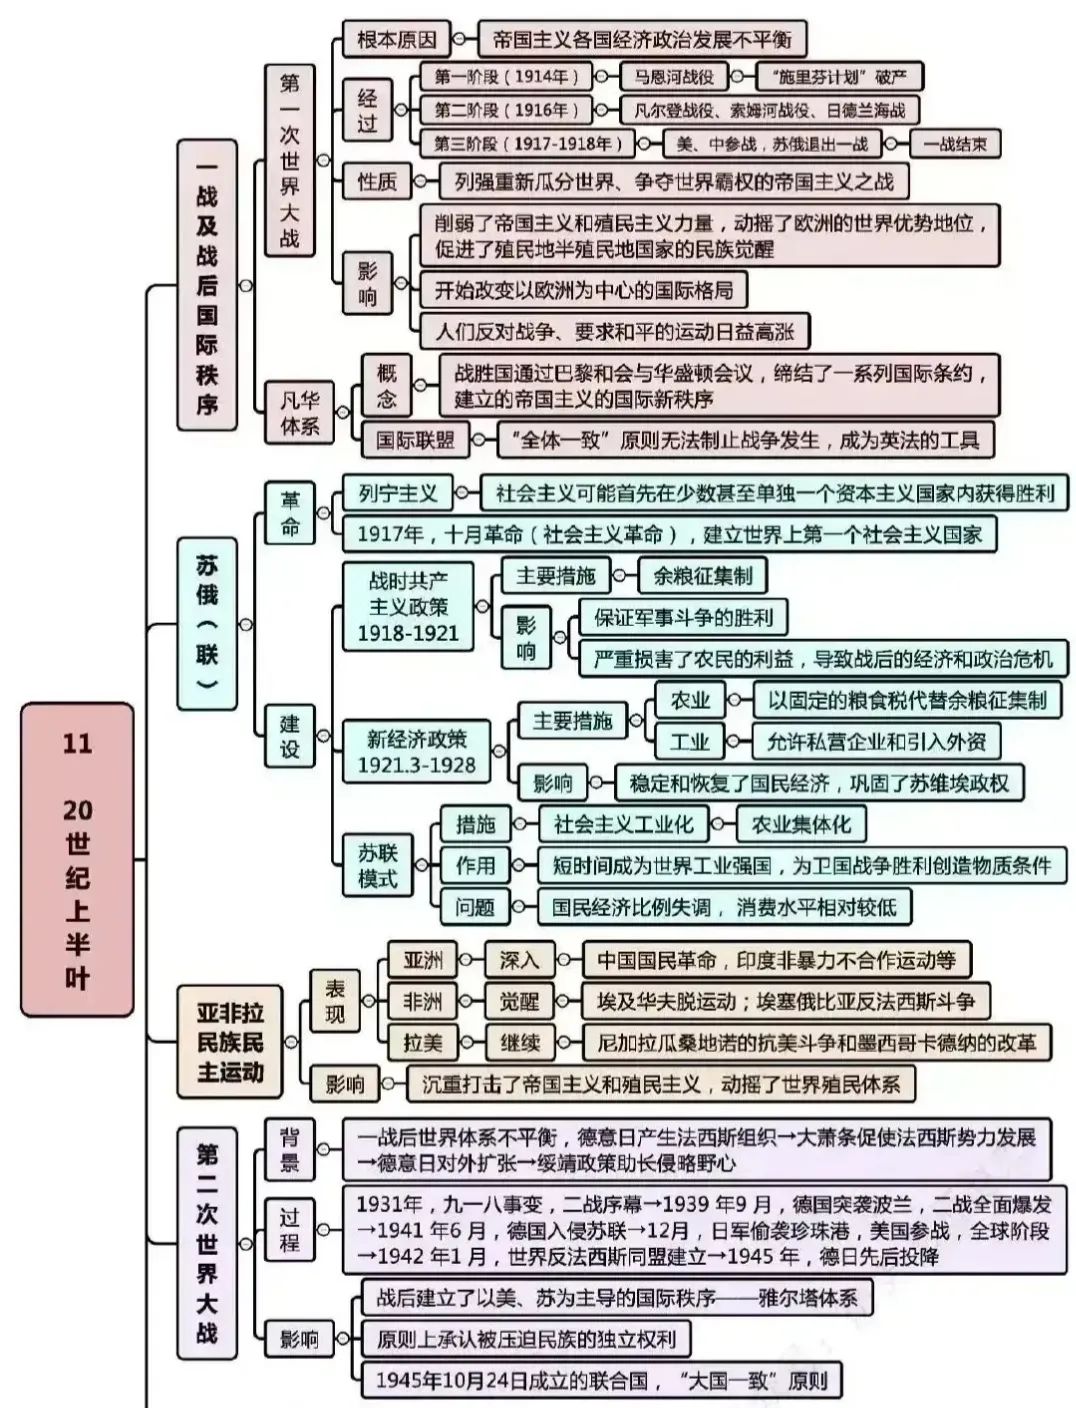 11
20世纪上半叶
一战及战后国际秩序
第一次世界大战
根本原因
帝国主义各国经济政治发展不平衡
经过
第一阶段（1914年）
马恩河战役
“施里芬计划”破产
第二阶段（1916年）
凡尔登战役、索姆河战役、日德兰海战
第三阶段（1917-1918年）
美、中参战，苏俄退出一战
一战结束
性质
列强重新瓜分世界、争夺世界霸权的帝国主义之战
影响
削弱了帝国主义和殖民主义力量，动摇了欧洲的世界优势地位，
促进了殖民地半殖民地国家的民族觉醒
开始改变以欧洲为中心的国际格局
人们反对战争、要求和平的运动日益高涨
凡华
体系
概念
战胜国通过巴黎和会与华盛顿会议，缔结了一系列国际条约，
建立的帝国主义的国际新秩序
国际联盟
“全体一致”原则无法制止战争发生，成为英法的工具
苏俄（联）
革命
列宁主义
社会主义可能首先在少数甚至单独一个资本主义国家内获得胜利
1917年，十月革命（社会主义革命），建立世界上第一个社会主义国家
建设
战时共产
主义政策
1918-1921
主要措施
余粮征集制
影响
保证军事斗争的胜利
严重损害了农民的利益，导致战后的经济和政治危机
新经济政策
1921.3-1928
主要措施
农业
以固定的粮食税代替余粮征集制
工业
允许私营企业和引入外资
影响
稳定和恢复了国民经济，巩固了苏维埃政权
苏联
模式
措施
社会主义工业化
农业集体化
作用
短时间成为世界工业强国，为卫国战争胜利创造物质条件
问题
国民经济比例失调，消费水平相对较低
亚非拉
民族民
主运动
表现
亚洲
深入
中国国民革命，印度非暴力不合作运动等
非洲
觉醒
埃及华夫脱运动；埃塞俄比亚反法西斯斗争
拉美
继续
尼加拉瓜桑地诺的抗美斗争和墨西哥卡德纳的改革
影响
沉重打击了帝国主义和殖民主义，动摇了世界殖民体系
第二次世界大战
背景
一战后世界体系不平衡，德意日产生法西斯组织→大萧条促使法西斯势力发展
→德意日对外扩张→绥靖政策助长侵略野心
过程
1931年，九一八事变，二战序幕→1939年9月，德国突袭波兰，二战全面爆发
→1941年6月，德国入侵苏联→12月，日军偷袭珍珠港，美国参战，全球阶段
→1942年1月，世界反法西斯同盟建立→1945年，德日先后投降
影响
战后建立了以美、苏为主导的国际秩序——雅尔塔体系
原则上承认被压迫民族的独立权利
1945年10月24日成立的联合国，“大国一致”原则